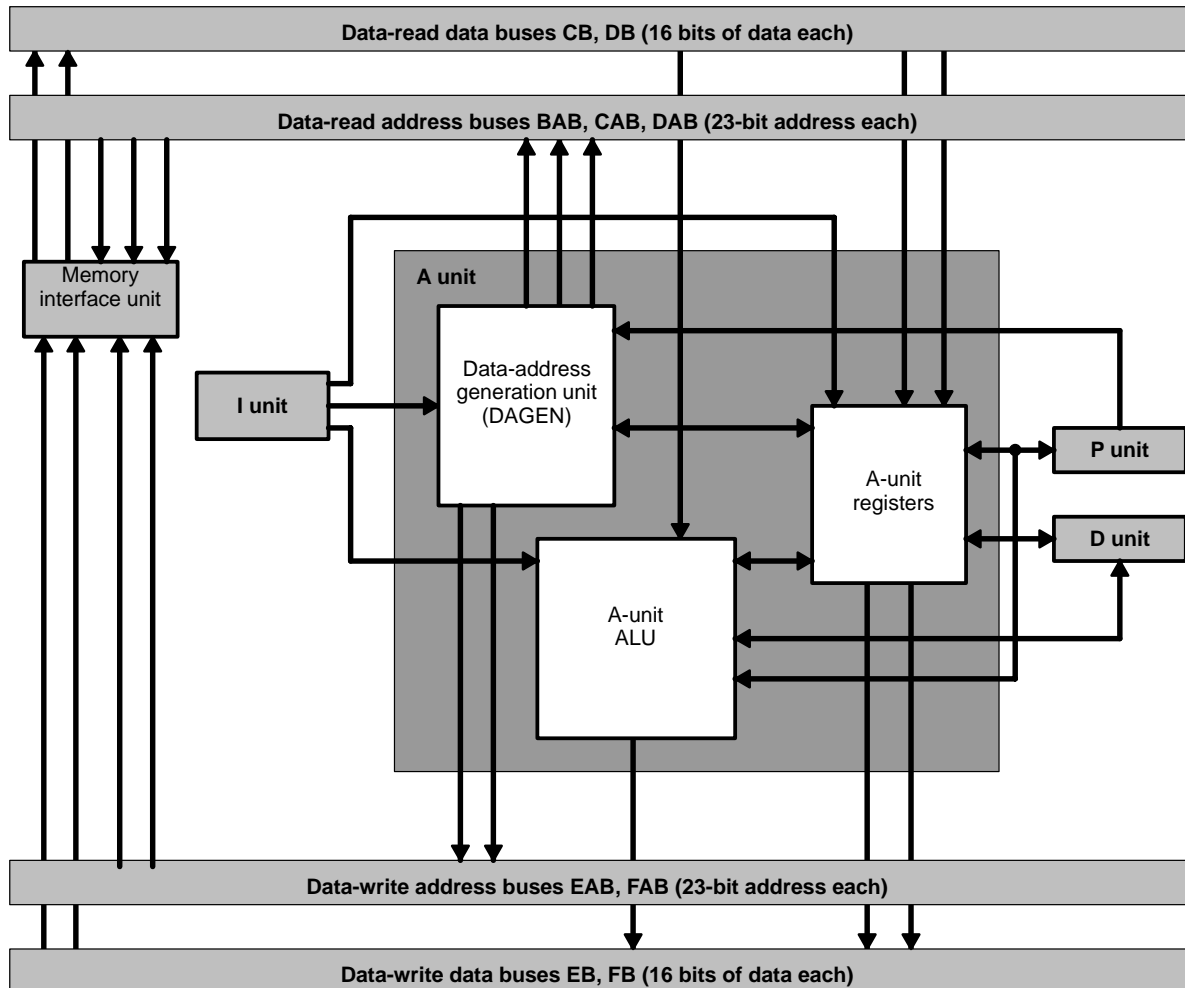 Data-read data buses CB, DB (16 bits of data each)
Data-read address buses BAB, CAB, DAB (23-bit address each)
Memory
interface unit
A unit
I unit
Data-address
generation unit
(DAGEN)
A-unit
registers
P unit
D unit
A-unit
ALU
Data-write address buses EAB, FAB (23-bit address each)
Data-write data buses EB, FB (16 bits of data each)